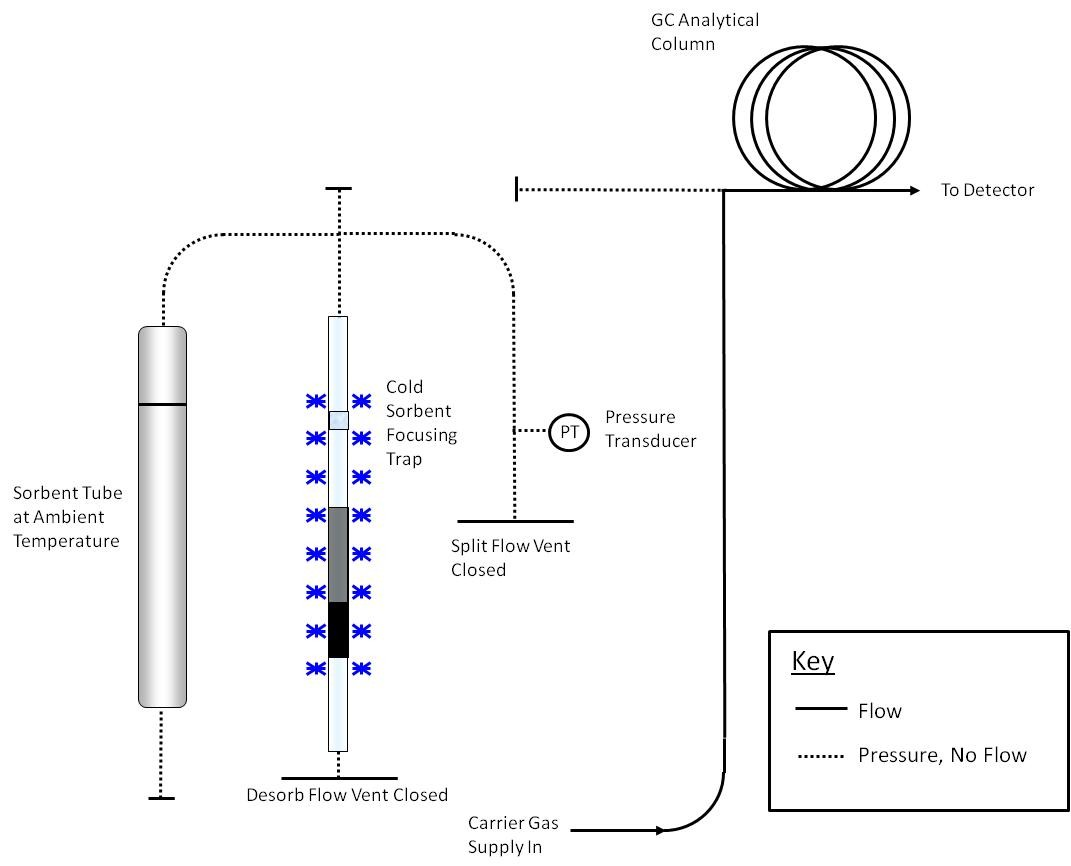 GC Analytical
Column
To Detector
Cold
Sorbent
Focusing
Trap
PT
Pressure
Transducer
Sorbent Tube
at Ambient
Temperature
Split Flow Vent
Closed
Desorb Flow Vent Closed
Carrier Gas
Supply In
Key
Flow
Pressure, No Flow